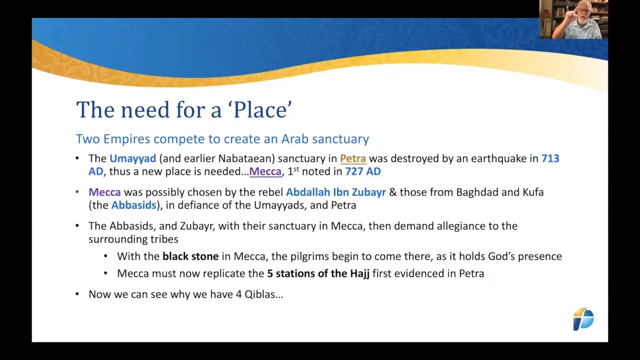 The need for a ‘Place’
Two Empires compete to create an Arab sanctuary
• The Umayyad (and earlier Nabataean) sanctuary in Petra was destroyed by an earthquake in 713
AD, thus a new place is needed...Mecca, 1st noted in 727 AD
• Mecca was possibly chosen by the rebel Abdallah Ibn Zubayr & those from Baghdad and Kufa
(the Abbasids), in defiance of the Umayyads, and Petra
• The Abbasids, and Zubayr, with their sanctuary in Mecca, then demand allegiance to the
surrounding tribes
• With the black stone in Mecca, the pilgrims begin to come there, as it holds God’s presence
• Mecca must now replicate the 5 stations of the Hajj first evidenced in Petra
• Now we can see why we have 4 Qiblas...